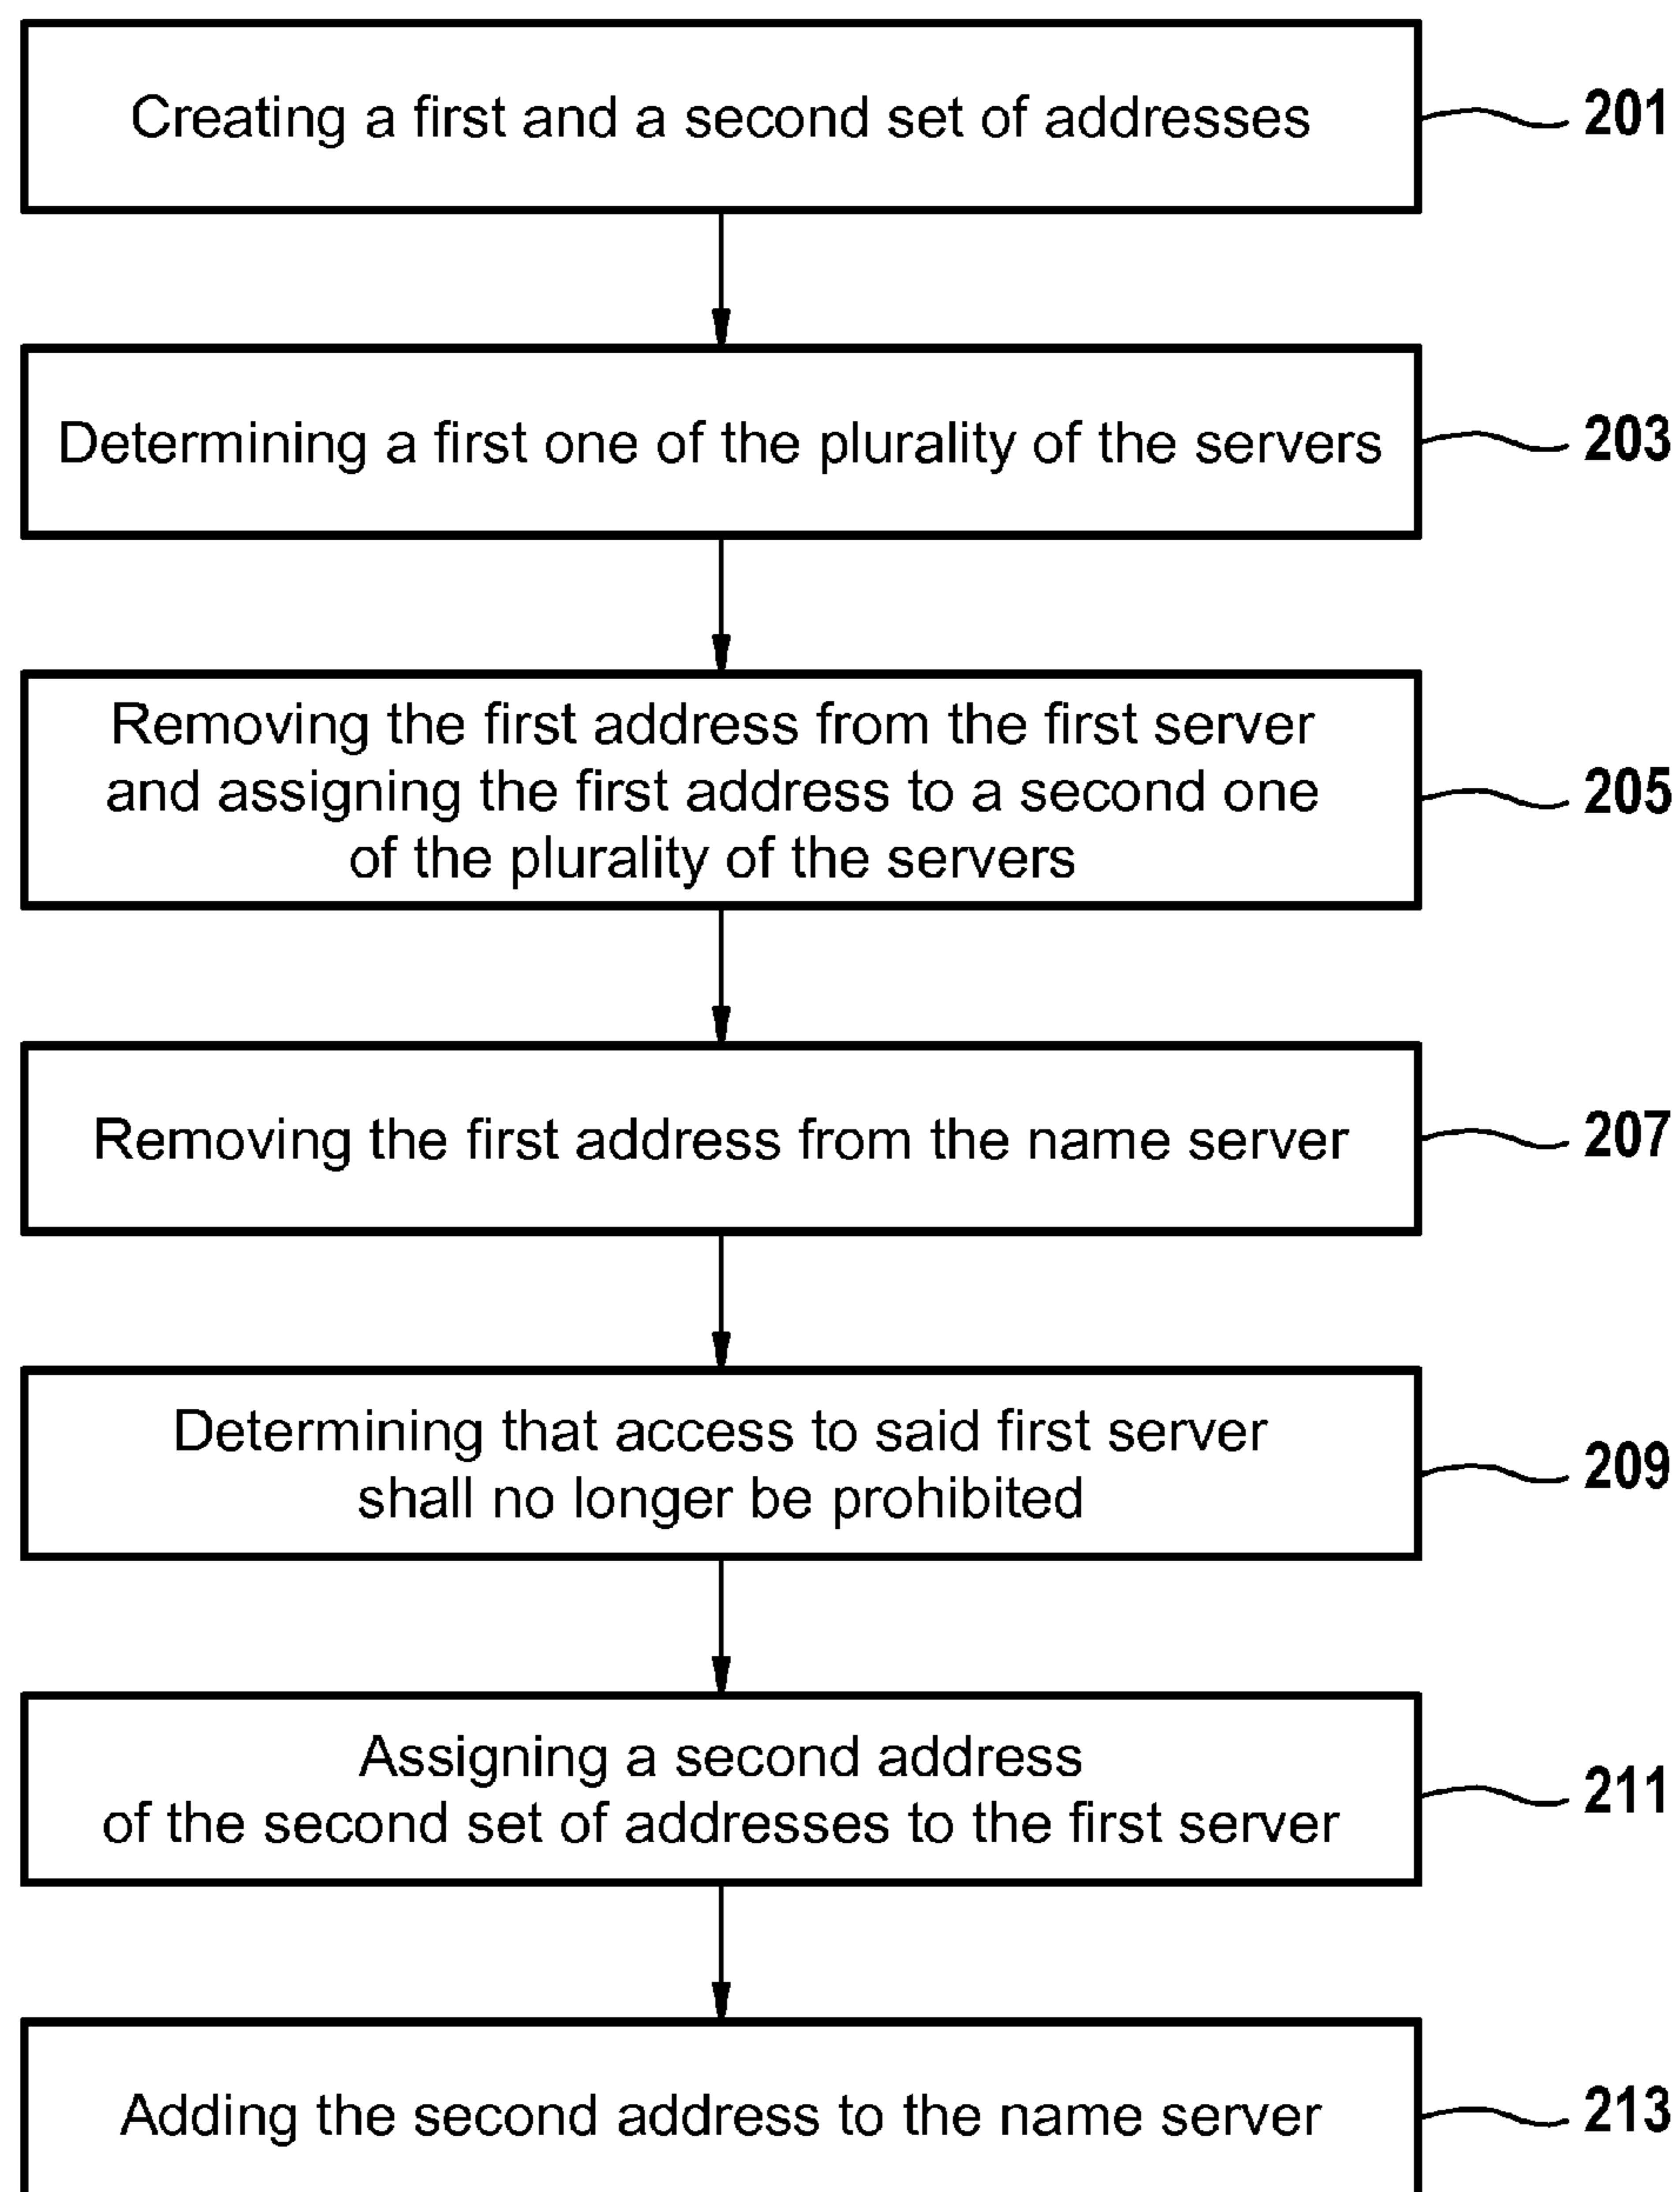 Creating a first and a second set of addresses
201
Determining a first one of the plurality of the servers
203
Removing the first address from the first server
and assigning the first address to a second one
of the plurality of the servers
205
Removing the first address from the name server
207
Determining that access to said first server
shall no longer be prohibited
209
Assigning a second address
of the second set of addresses to the first server
211
Adding the second address to the name server
213